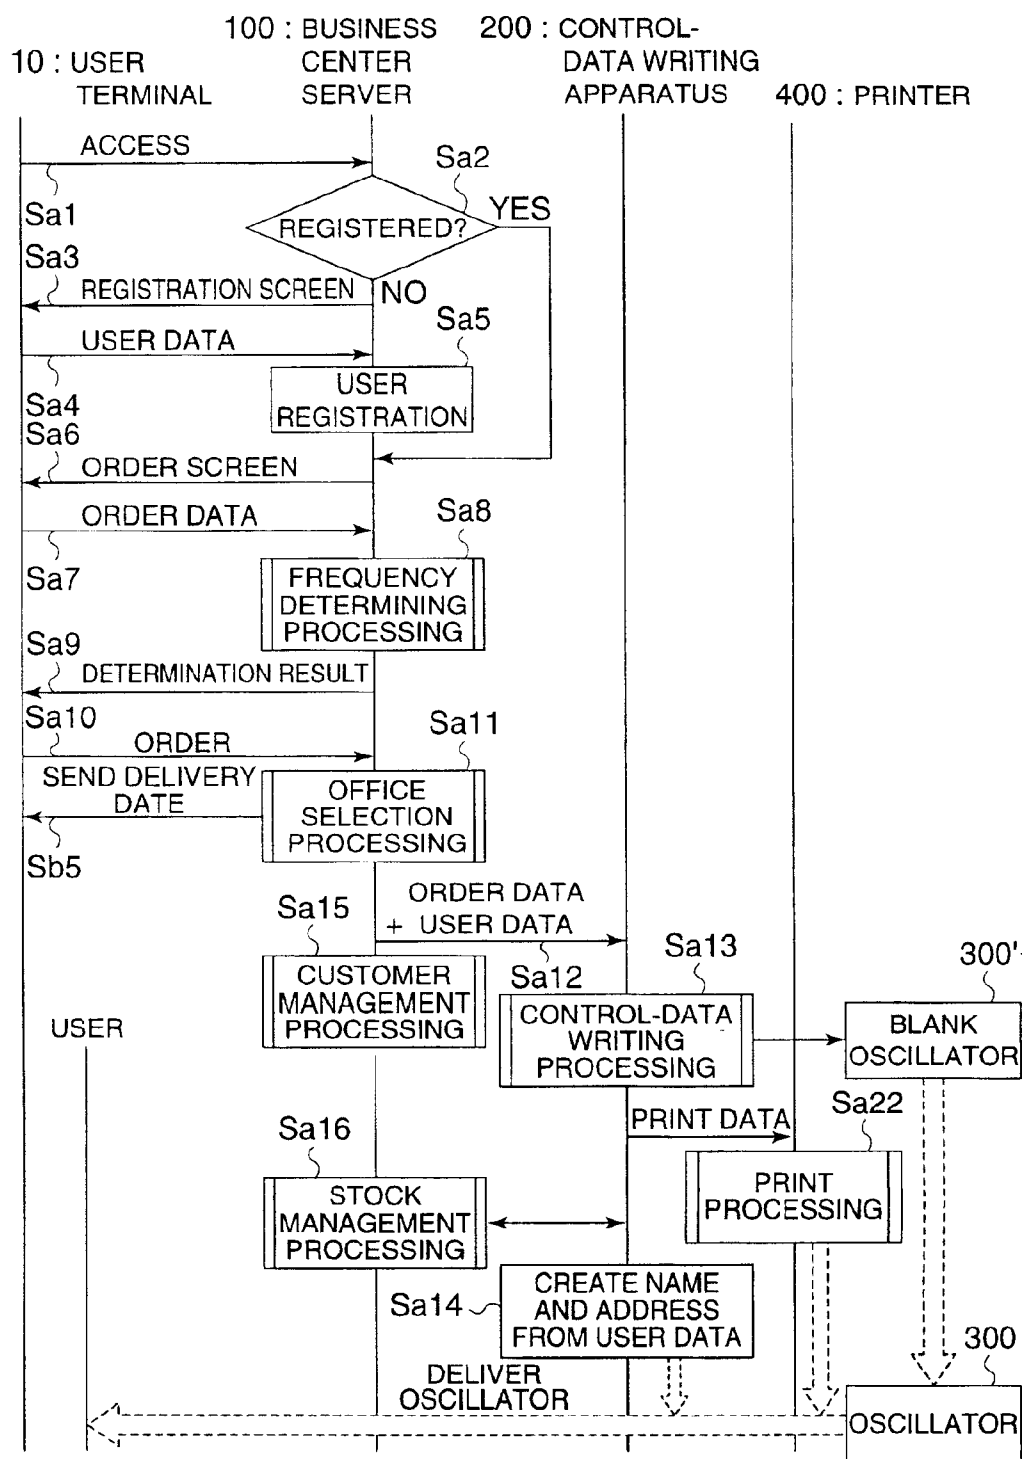 100 : BUSINESS
CENTER
SERVER
200 : CONTROL-
DATA WRITING
APPARATUS
10 : USER
TERMINAL
400 : PRINTER
ACCESS
Sa1
Sa2
REGISTERED?
YES
NO
Sa3
REGISTRATION SCREEN
USER DATA
Sa4
Sa5
USER
REGISTRATION
Sa6
ORDER SCREEN
ORDER DATA
Sa7
Sa8
FREQUENCY
DETERMINING
PROCESSING
Sa9
DETERMINATION RESULT
Sa10
ORDER
Sa11
OFFICE
SELECTION
PROCESSING
SEND DELIVERY
DATE
Sb5
ORDER DATA
+ USER DATA
Sa12
Sa15
CUSTOMER
MANAGEMENT
PROCESSING
Sa13
CONTROL-DATA
WRITING
PROCESSING
300'
BLANK
OSCILLATOR
USER
PRINT DATA
Sa22
PRINT
PROCESSING
Sa16
STOCK
MANAGEMENT
PROCESSING
Sa14
CREATE NAME
AND ADDRESS
FROM USER DATA
300
DELIVER
OSCILLATOR
OSCILLATOR